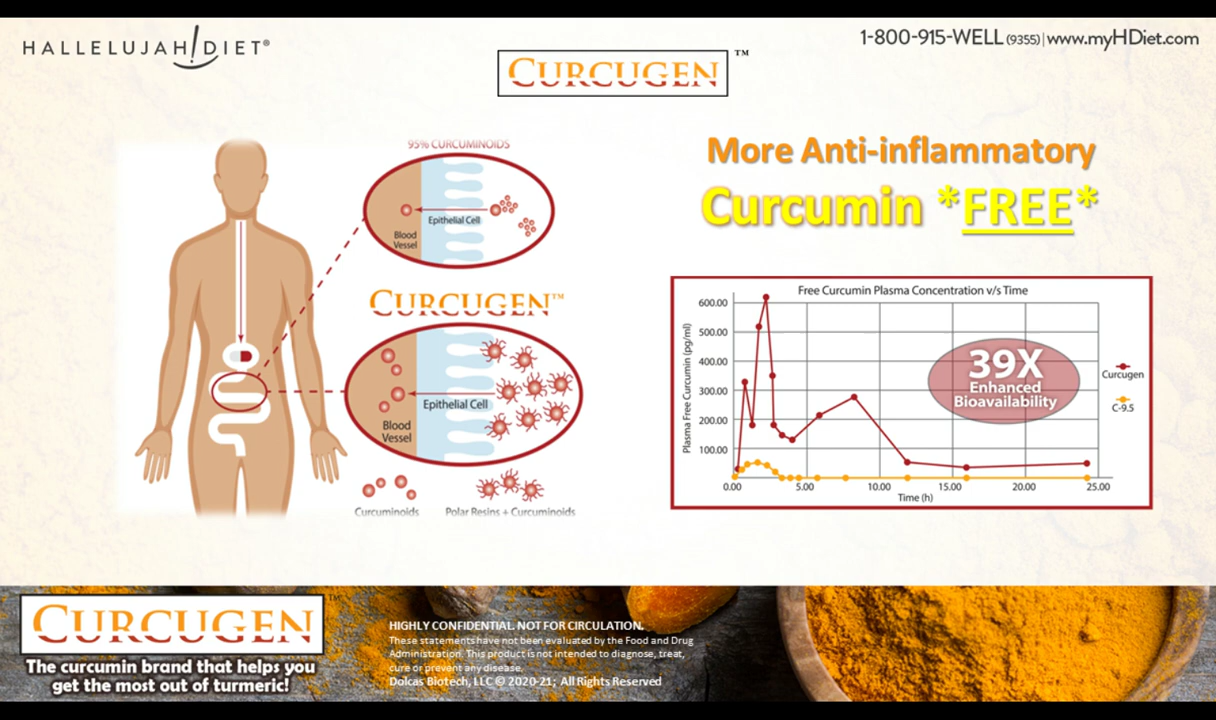 HALLELUJAH DIET®
1-800-915-WELL (9355) | www.myHDiet.com
CURCUGEN ™
95% CURCUMINOIDS
Epithelial Cell
Blood
Vessel
CURCUGEN™
Epithelial Cell
Blood
Vessel
Curcuminoids
Polar Resins + Curcuminoids
More Anti-inflammatory
Curcumin *FREE*
Free Curcumin Plasma Concentration v/s Time
Plasma Free Curcumin (pg/ml)
600.00
500.00
400.00
300.00
200.00
100.00
0.00 5.00 10.00 15.00 20.00 25.00
Time (h)
39X
Enhanced
Bioavailability
Curcugen
C-9.5
CURCUGEN ™
The curcumin brand that helps you
get the most out of turmeric!
HIGHLY CONFIDENTIAL. NOT FOR CIRCULATION.
These statements have not been evaluated by the Food and Drug
Administration. This product is not intended to diagnose, treat,
cure or prevent any disease.
Dolcas Biotech, LLC © 2020-21; All Rights Reserved